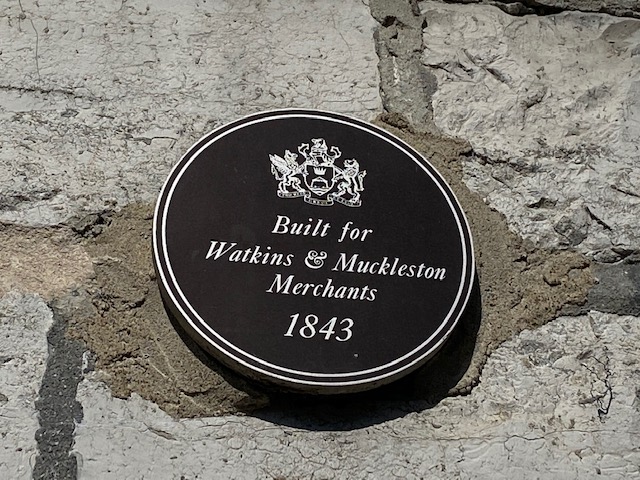 Built for
Watkins & Muckleston
Merchants
1843